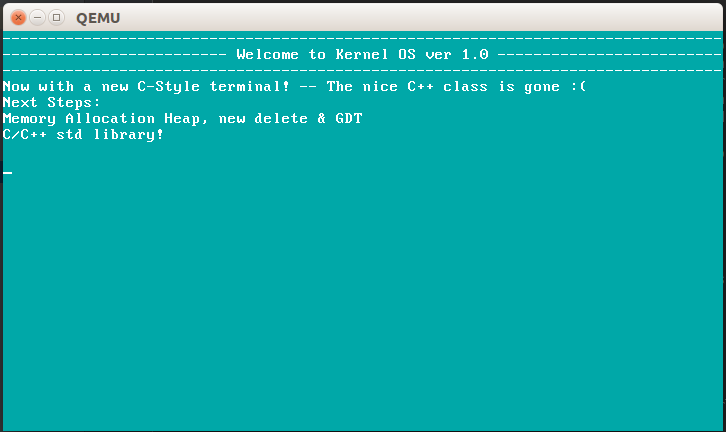 QEMU
--------------------------------------------------------------------------------
------------------------- Welcome to Kernel OS ver 1.0 -------------------------
--------------------------------------------------------------------------------
Now with a new C-Style terminal! -- The nice C++ class is gone :(
Next Steps:
Memory Allocation Heap, new delete & GDT
C/C++ std library!